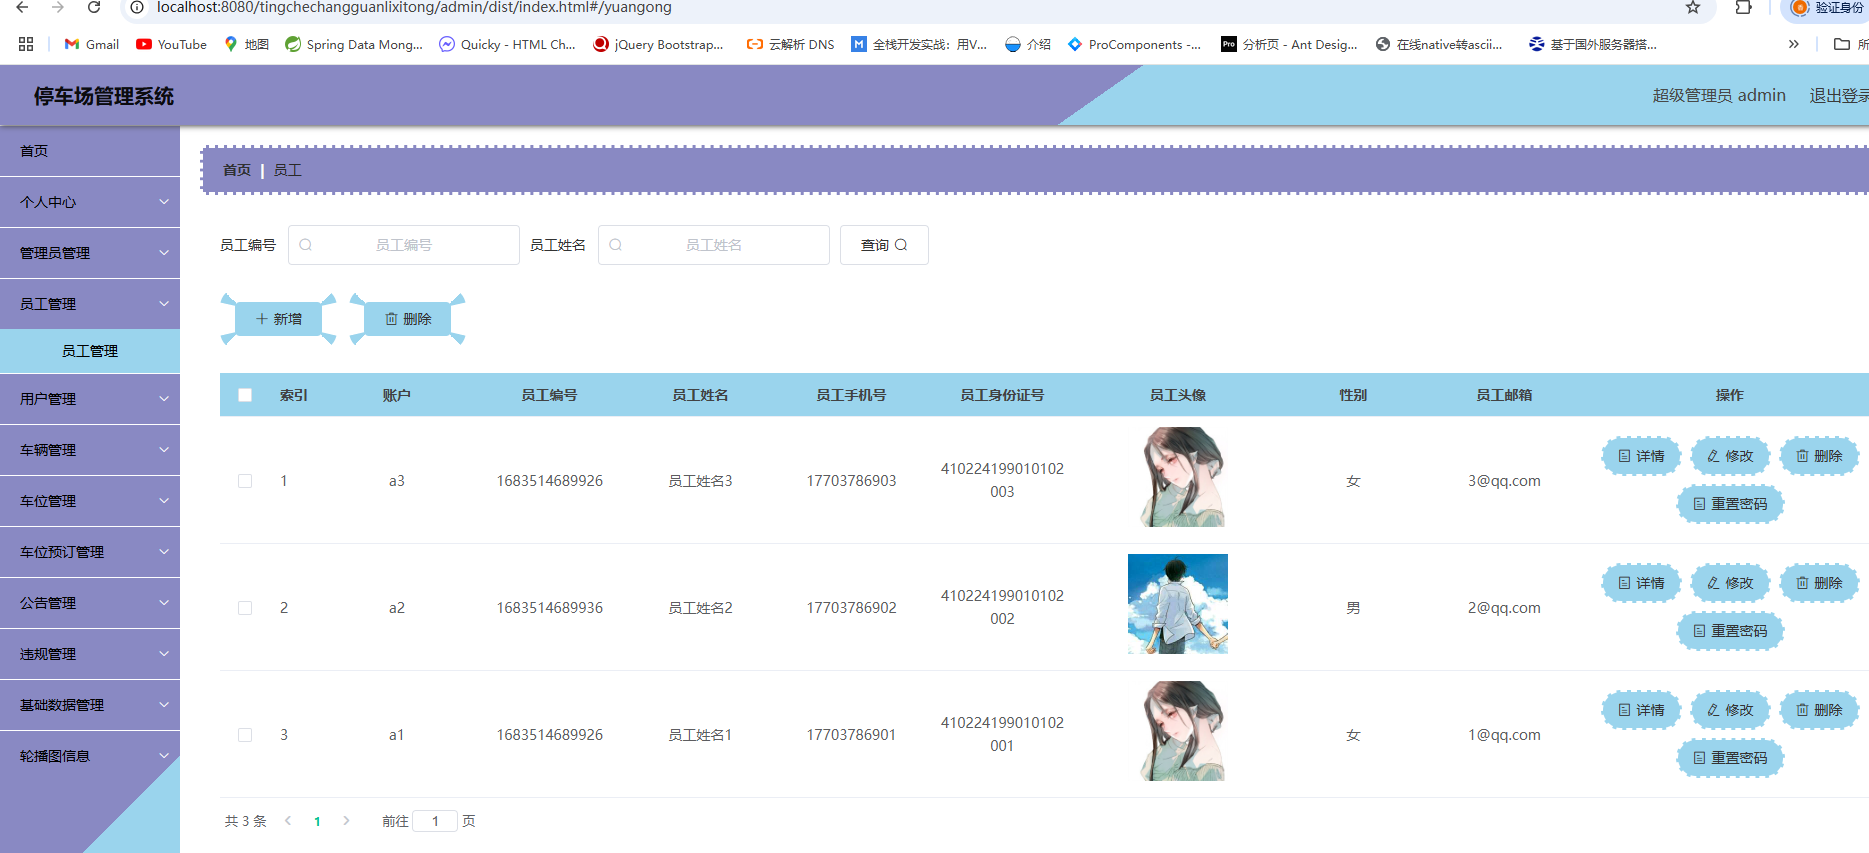 localhost:8080/tingchechangguanlixitong/admin/dist/index.html#/yuangong
验证身份
Gmail YouTube 地图 Spring Data Mong... Quicky - HTML Ch... jQuery Bootstrap... 云解析 DNS 全栈开发实战：用V... 介绍 ProComponents -... Pro 分析页 - Ant Desig... 在线native转ascii... 基于国外服务器搭... » 所
停车场管理系统
超级管理员 admin 退出登录
首页
个人中心
管理员管理
员工管理
员工管理
用户管理
车辆管理
车位管理
车位预订管理
公告管理
违规管理
基础数据管理
轮播图信息
首页 | 员工
员工编号 员工编号 员工姓名 员工姓名 查询
新增 删除
索引 账户 员工编号 员工姓名 员工手机号 员工身份证号 员工头像 性别 员工邮箱 操作
1 a3 1683514689926 员工姓名3 17703786903 410224199010102
003 女 3@qq.com 详情 修改 删除
重置密码
2 a2 1683514689936 员工姓名2 17703786902 410224199010102
002 男 2@qq.com 详情 修改 删除
重置密码
3 a1 1683514689926 员工姓名1 17703786901 410224199010102
001 女 1@qq.com 详情 修改 删除
重置密码
共 3 条 1 前往 1 页